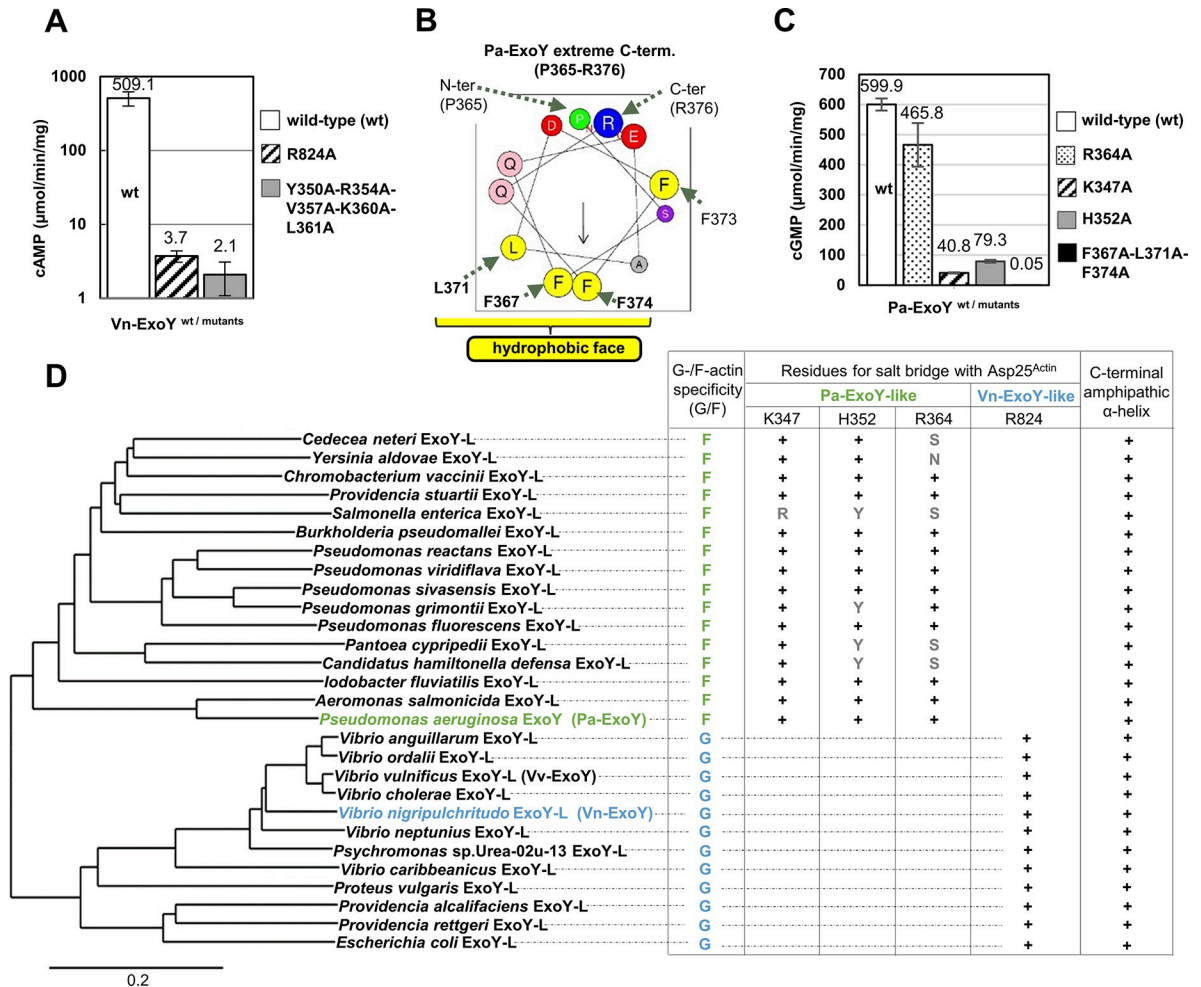 A
1000
100
10
1
cAMP (µmol/min/mg)
509.1
wt
3.7
2.1
Vn-ExoY wt / mutants
wild-type (wt)
R824A
Y350A-R354A-
V357A-K360A-
L361A
B
Pa-ExoY extreme C-term.
(P365-R376)
N-ter
(P365)
C-ter
(R376)
D
P
R
E
Q
Q
F
S
F373
L
A
L371
F367
F
F
F374
hydrophobic face
C
700
600
500
400
300
200
100
0
cGMP (µmol/min/mg)
599.9
465.8
wt
40.8
79.3
0.05
Pa-ExoY wt / mutants
wild-type (wt)
R364A
K347A
H352A
F367A-L371A-
F374A
D
G-/F-actin
specificity
(G/F)
Residues for salt bridge with Asp25Actin
Pa-ExoY-like
Vn-ExoY-like
K347
H352
R364
R824
C-terminal
amphipathic
α-helix
Cedecea neteri ExoY-L F + + S +
Yersinia aldovae ExoY-L F + + N +
Chromobacterium vaccinii ExoY-L F + + + +
Providencia stuartii ExoY-L F + + + +
Salmonella enterica ExoY-L F R Y S +
Burkholderia pseudomallei ExoY-L F + + + +
Pseudomonas reactans ExoY-L F + + + +
Pseudomonas viridiflava ExoY-L F + + + +
Pseudomonas sivasensis ExoY-L F + + + +
Pseudomonas grimontii ExoY-L F + Y + +
Pseudomonas fluorescens ExoY-L F + + + +
Pantoea cypripedii ExoY-L F + Y S +
Candidatus hamiltonella defensa ExoY-L F + Y S +
Iodobacter fluviatilis ExoY-L F + + + +
Aeromonas salmonicida ExoY-L F + + + +
Pseudomonas aeruginosa ExoY (Pa-ExoY) F + + + +
Vibrio anguillarum ExoY-L G + +
Vibrio ordalii ExoY-L G + +
Vibrio vulnificus ExoY-L (Vv-ExoY) G + +
Vibrio cholerae ExoY-L G + +
Vibrio nigripulchritudo ExoY-L (Vn-ExoY) G + +
Vibrio neptunius ExoY-L G + +
Psychromonas sp.Urea-02u-13 ExoY-L G + +
Vibrio caribbeanicus ExoY-L G + +
Proteus vulgaris ExoY-L G + +
Providencia alcalifaciens ExoY-L G + +
Providencia rettgeri ExoY-L G + +
Escherichia coli ExoY-L G + +
0.2